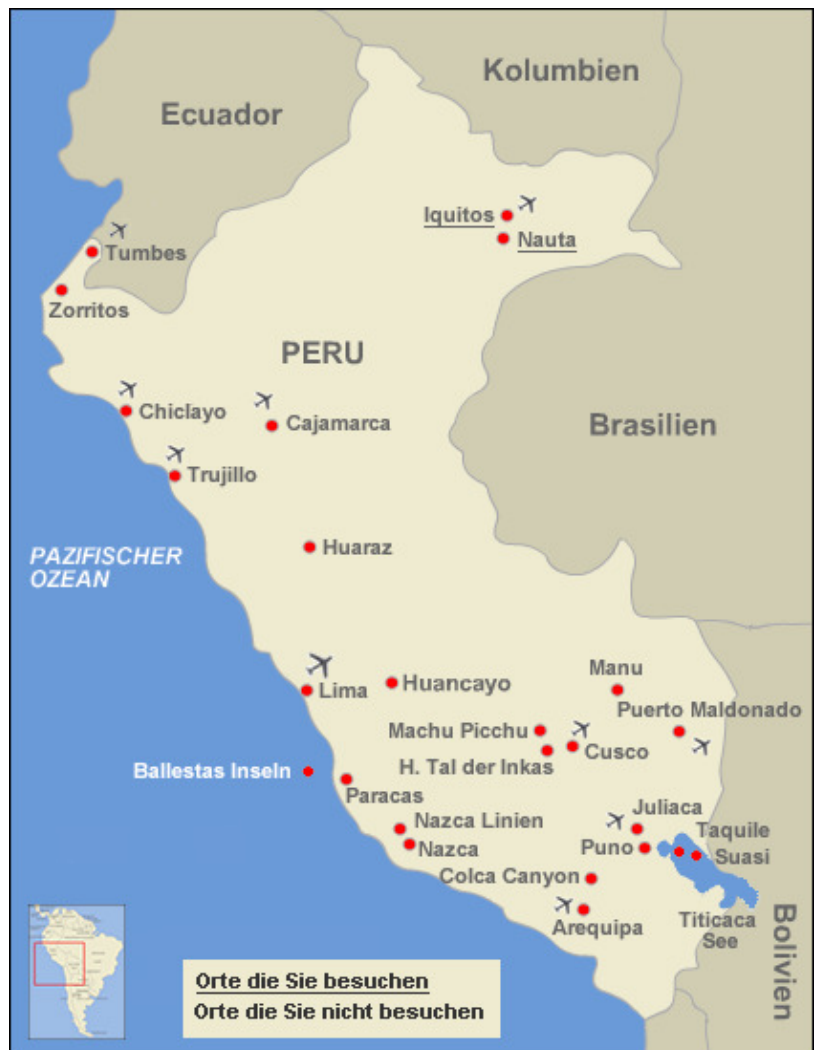 Kolumbien
Ecuador
Iquitos
Nauta
Tumbes
Zorritos
PERU
Chiclayo
Cajamarca
Brasilien
Trujillo
PAZIFISCHER
OZEAN
Huaraz
Manu
Lima
Huancayo
Puerto Maldonado
Machu Picchu
Cusco
H. Tal der Inkas
Ballestas Inseln
Paracas
Juliaca
Nazca Linien
Taquile
Nazca
Puno
Suasi
Colca Canyon
Arequipa
Titicaca
See
Bolivien
Orte die Sie besuchen
Orte die Sie nicht besuchen